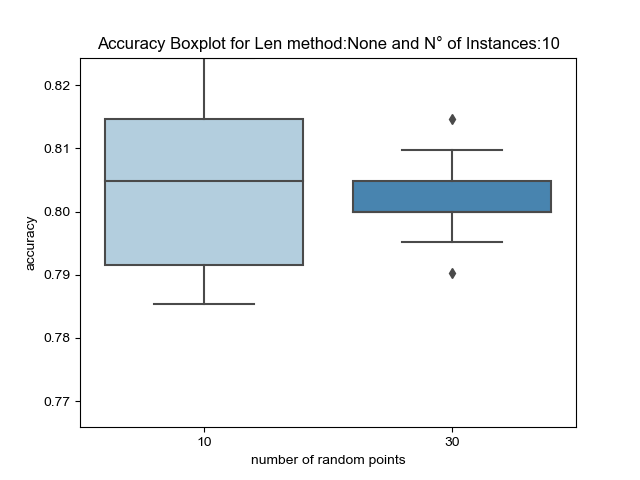 Accuracy Boxplot for Len method:None and N° of Instances:10
0.82
0.81
0.80
0.79
0.78
0.77
accuracy
10 30
number of random points